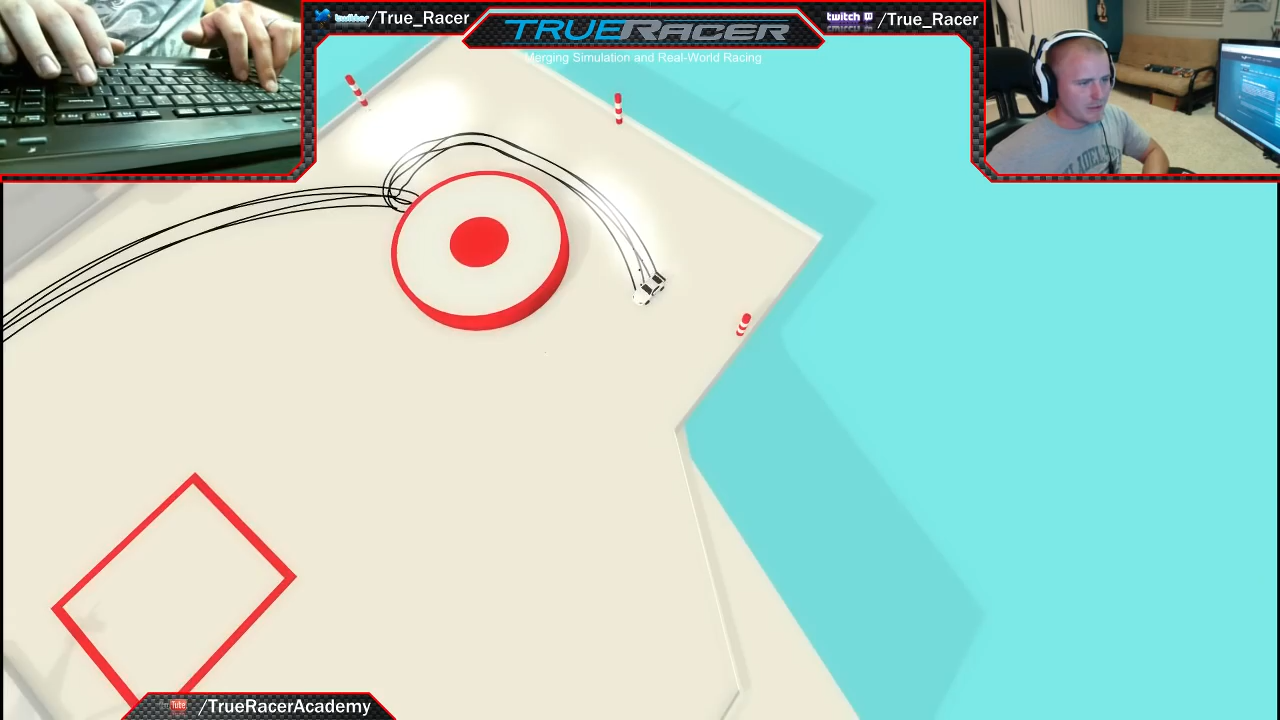 twitter /True_Racer
TRUERACER
twitch /True_Racer
Merging Simulation and Real-World Racing
/TrueRacerAcademy